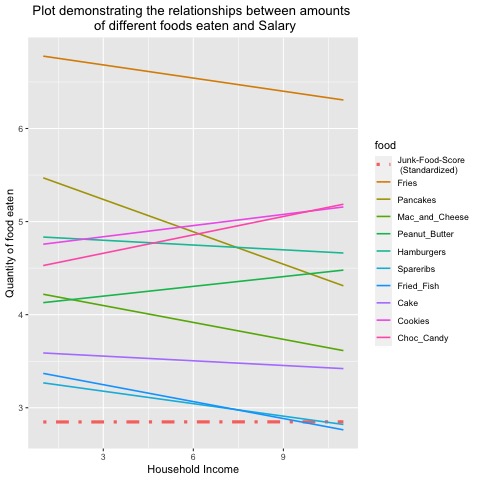 Plot demonstrating the relationships between amounts
of different foods eaten and Salary
Quantity of food eaten
6
5
4
3
3
6
9
Household Income
food
Junk-Food-Score
(Standardized)
Fries
Pancakes
Mac_and_Cheese
Peanut_Butter
Hamburgers
Spareribs
Fried_Fish
Cake
Cookies
Choc_Candy